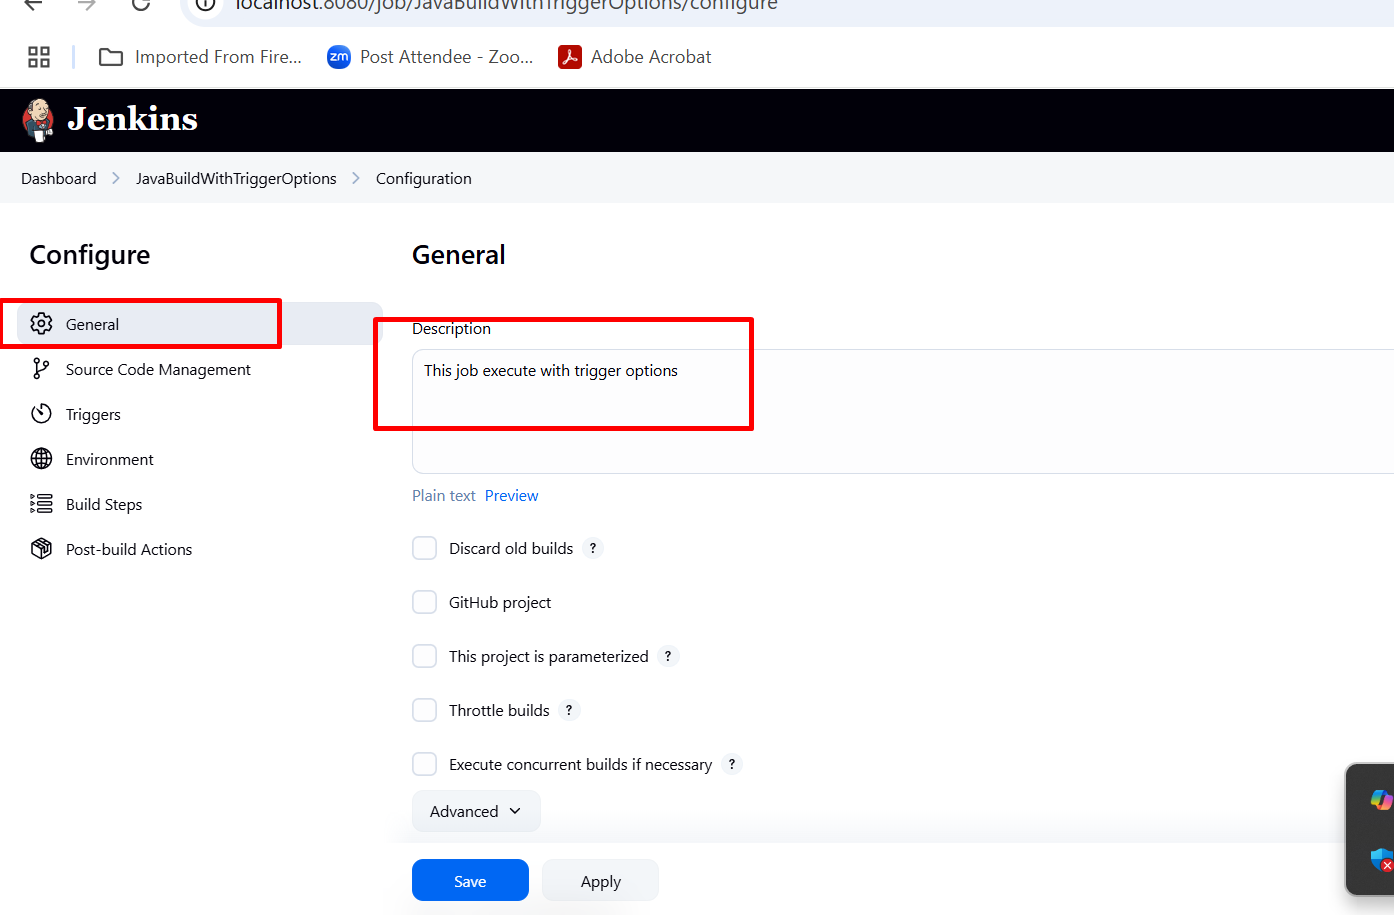 localhost:8080/job/JavaBuildWithTriggerOptions/configure
Imported From Fire...
zm Post Attendee - Zoo...
Adobe Acrobat
Jenkins
Dashboard > JavaBuildWithTriggerOptions > Configuration
Configure
General
Source Code Management
Triggers
Environment
Build Steps
Post-build Actions
General
Description
This job execute with trigger options
Plain text Preview
Discard old builds ?
GitHub project
This project is parameterized ?
Throttle builds ?
Execute concurrent builds if necessary ?
Advanced
Save Apply